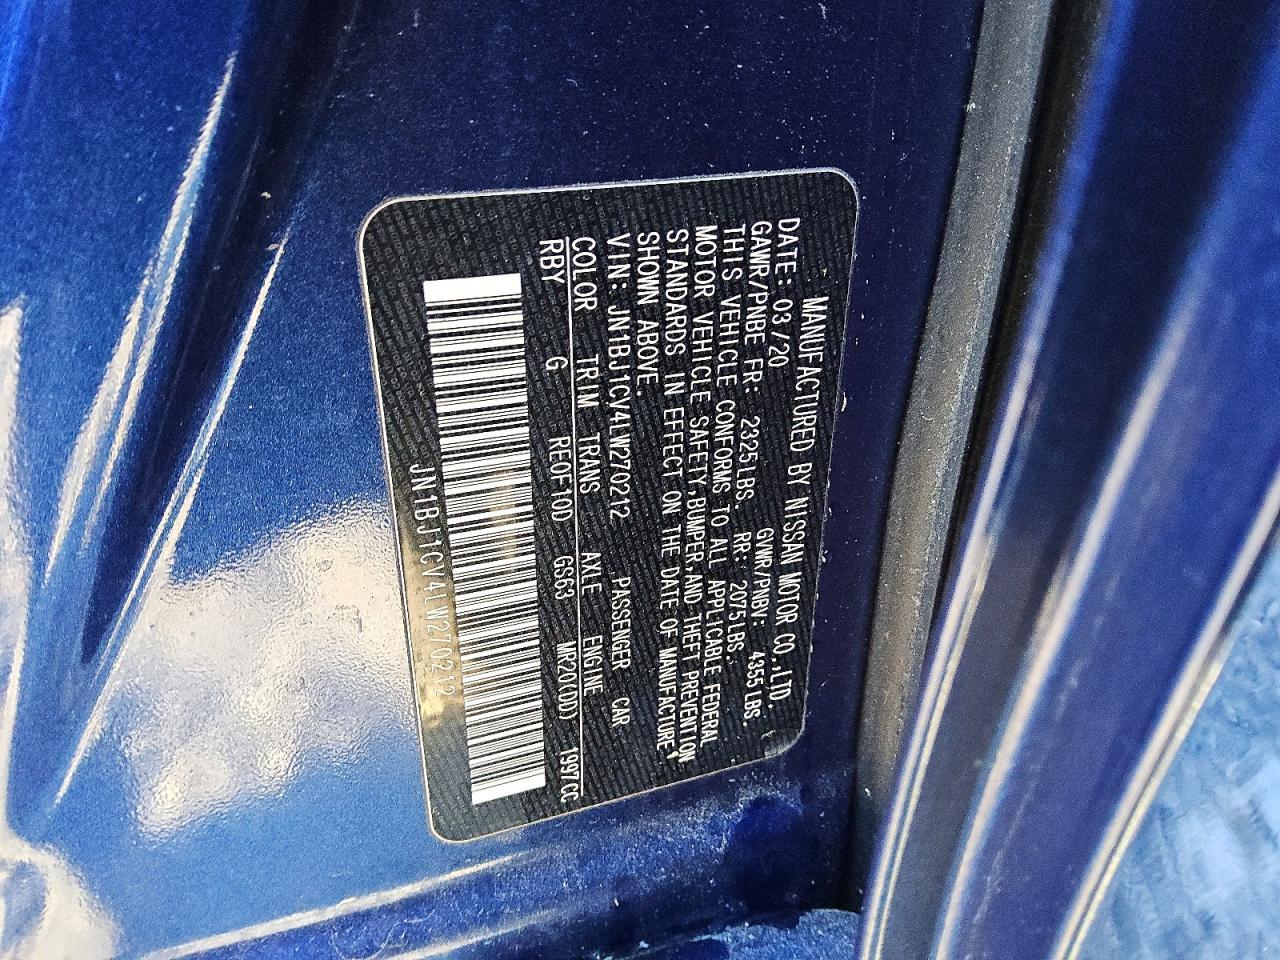 MANUFACTURED BY NISSAN MOTOR CO.,LTD.
DATE: 03/20 GVWR/PNBV: 4355LBS.
GAWR/PNBE FR: 2325LBS. RR: 2075LBS.
THIS VEHICLE CONFORMS TO ALL APPLICABLE FEDERAL
MOTOR VEHICLE SAFETY,BUMPER,AND THEFT PREVENTION
STANDARDS IN EFFECT ON THE DATE OF MANUFACTURE
SHOWN ABOVE.
VIN: JN1BJ1CV4LW270212 PASSENGER CAR
COLOR TRIM TRANS AXLE ENGINE
RBY G REOF10D GS63 MR20(DD) 1997CC
JN1BJ1CV4LW270212